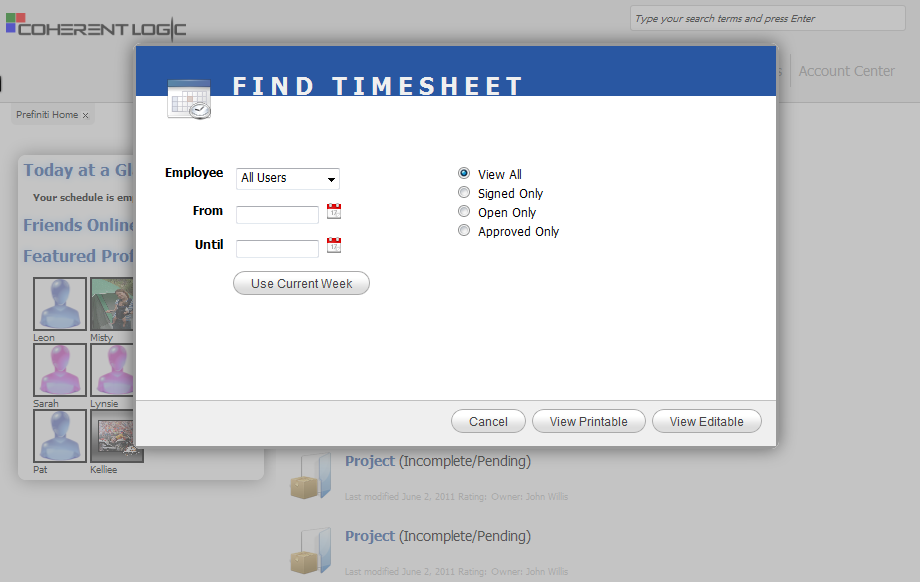 COHERENT LOGIC
Type your search terms and press Enter
Account Center
Prefiniti Home x
FIND TIMESHEET
Employee All Users
From
Until
Use Current Week
View All
Signed Only
Open Only
Approved Only
Cancel View Printable View Editable
Today at a Gl
Your schedule is em
Friends Online
Featured Prof
Leon Misty
Sarah Lynsie
Pat Kelliee
Project (Incomplete/Pending)
Last modified June 2, 2011 Rating: Owner: John Willis
Project (Incomplete/Pending)
Last modified June 2, 2011 Rating: Owner: John Willis